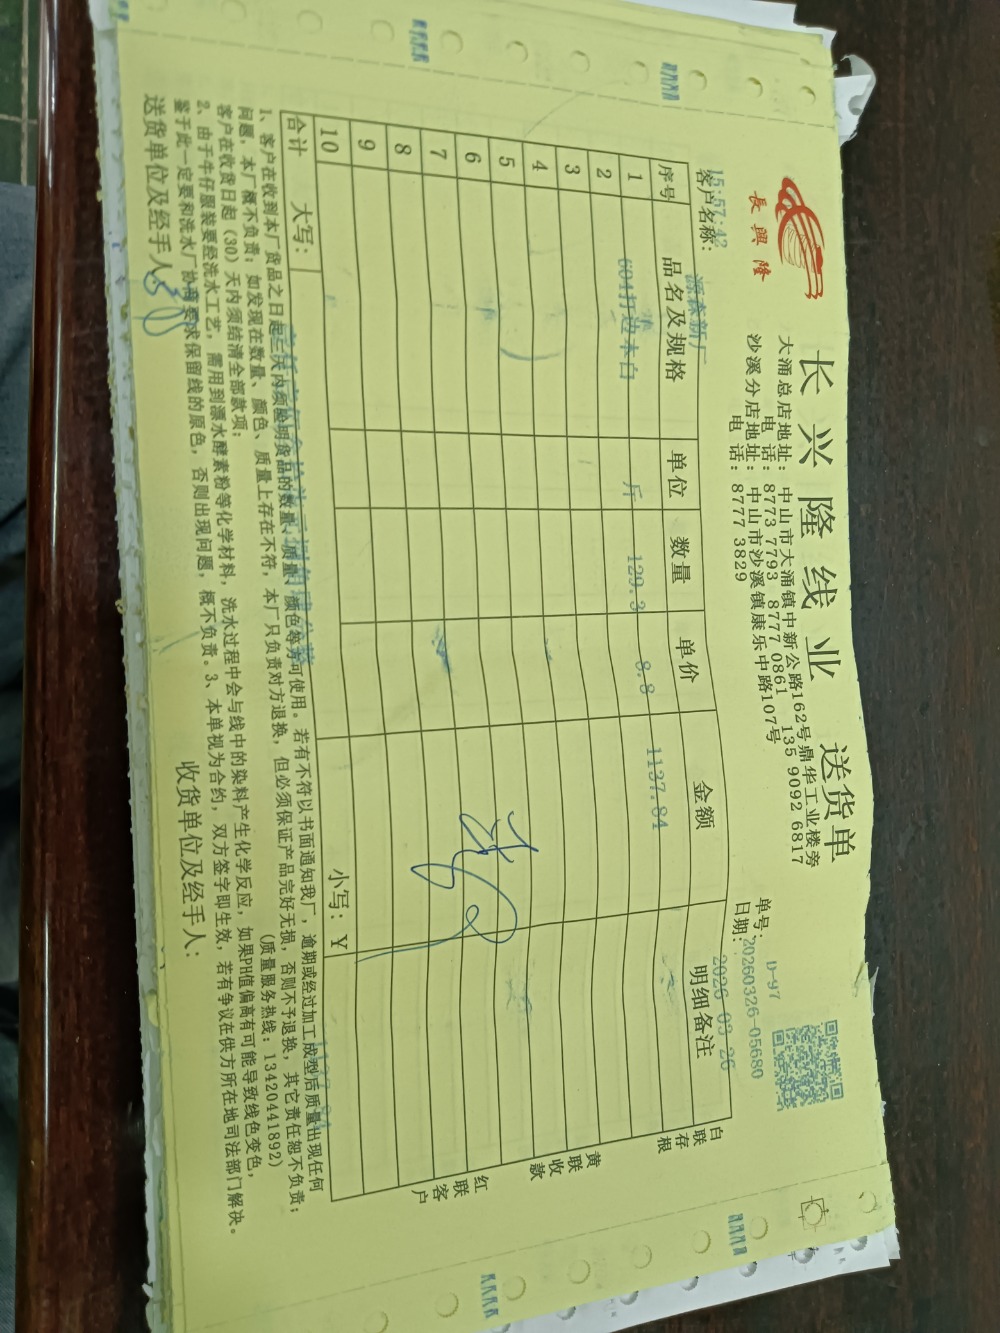 長興隆
长兴隆线业 送货单
大涌总店地址：中山市大涌镇中新公路162号鼎华工业楼旁
电 话：8773 7793 8777 0861 135 9092 6817
沙溪分店地址：中山市沙溪镇康乐中路107号
电 话：8777 3829
D-97
单号：20260326-05680
日期：2026-03-26
15:57:42
客户名称：源森新厂
序号 品名及规格 单位 数量 单价 金额 明细备注
1 604打边本白 斤 129.3 8.8 1137.84
2
3
4
5
6
7
8
9
10
合计 大写： 小写：￥
白联存根
黄联收款
红联客户
1、客户在收到本厂货品之日起三天内须验明货品的数量、质量、颜色等方可使用。若有不符以书面通知我厂，逾期或经过加工成型后质量出现任何
问题，本厂概不负责；如发现在数量、颜色、质量上存在不符，本厂只负责对方退换，但必须保证产品完好无损，否则不予退换，其它责任恕不负责；
客户在收货日起（30）天内须结清全部款项； （质量服务热线：13420441892）
2、由于牛仔服装要经洗水工艺，需用到漂水酵素粉等化学材料，洗水过程中会与线中的染料产生化学反应，如果PH值偏高有可能导致线色变色，
鉴于此一定要和洗水厂协商要求保留线的原色，否则出现问题，概不负责。3、本单视为合约，双方签字即生效，若有争议在供方所在地司法部门解决。
送货单位及经手人： 收货单位及经手人：